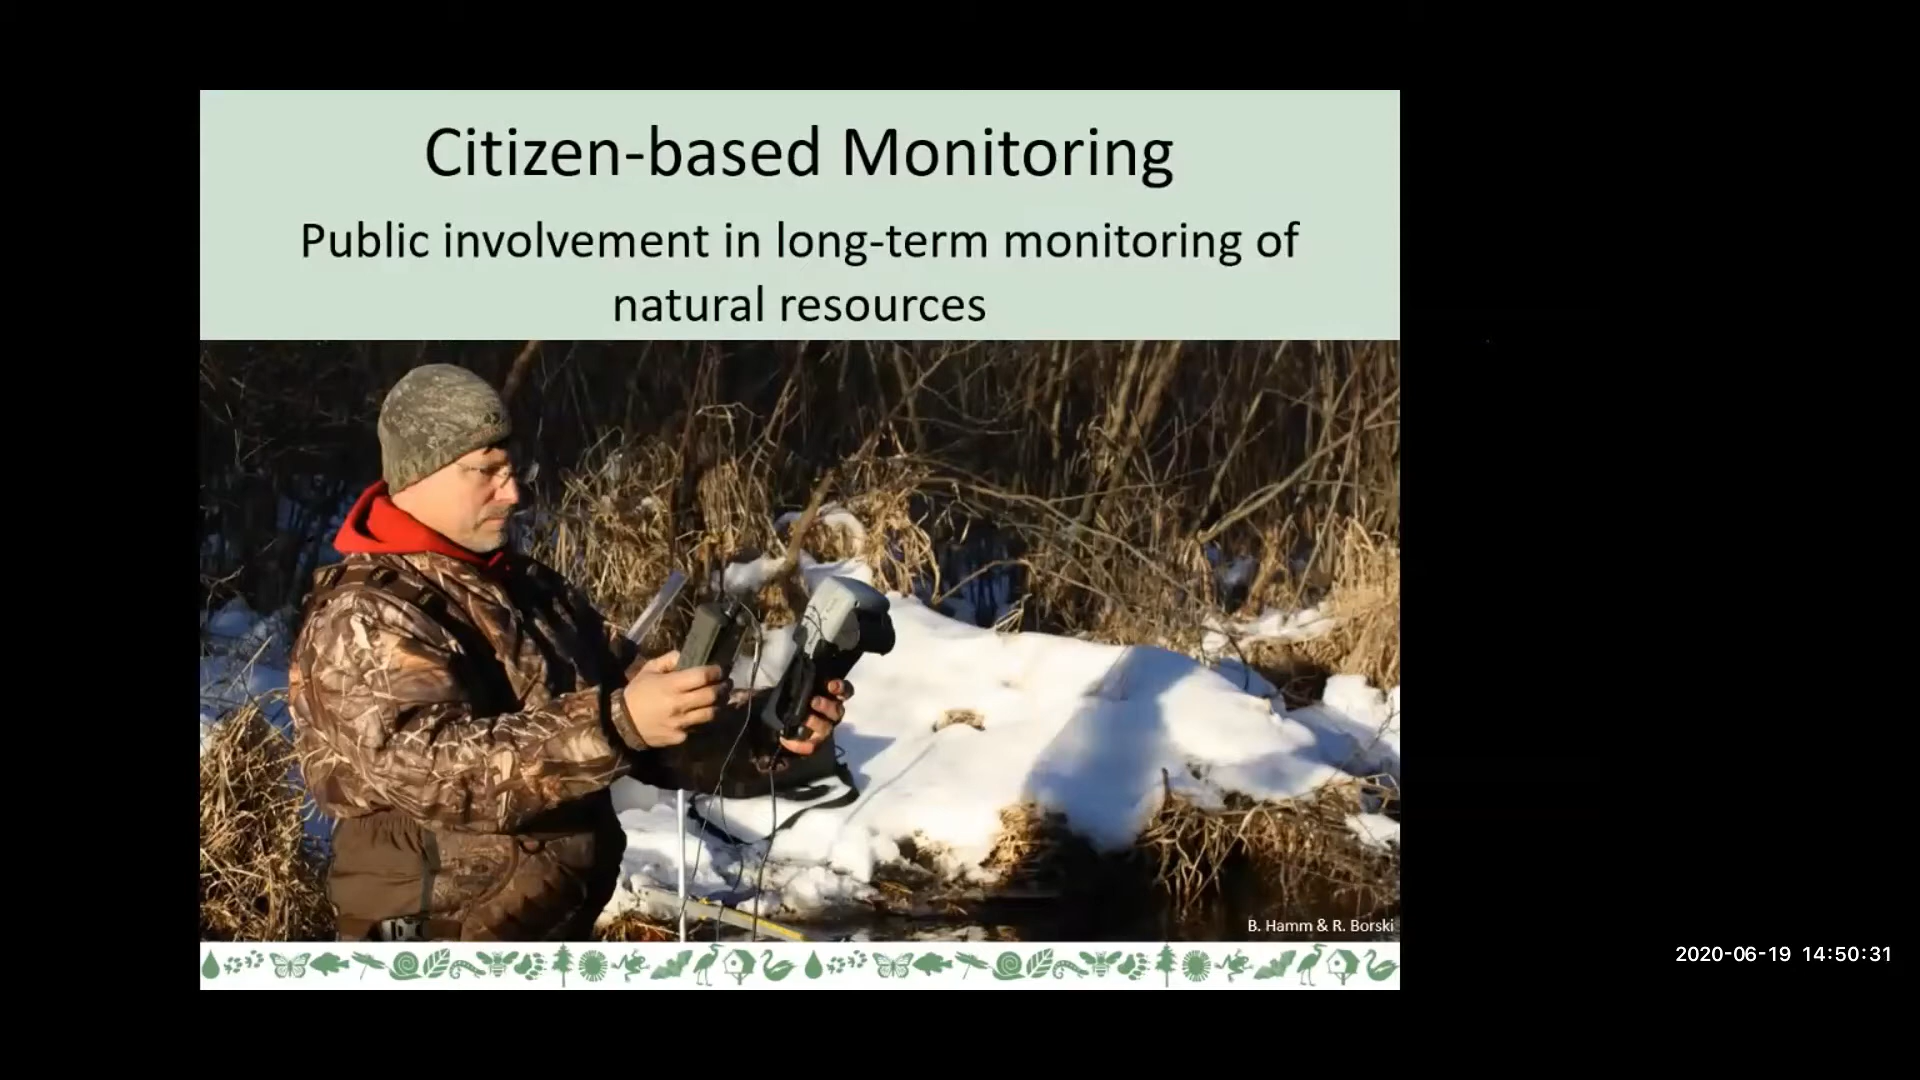 Citizen-based Monitoring
Public involvement in long-term monitoring of
natural resources
B. Hamm & R. Borski
2020-06-19 14:50:31